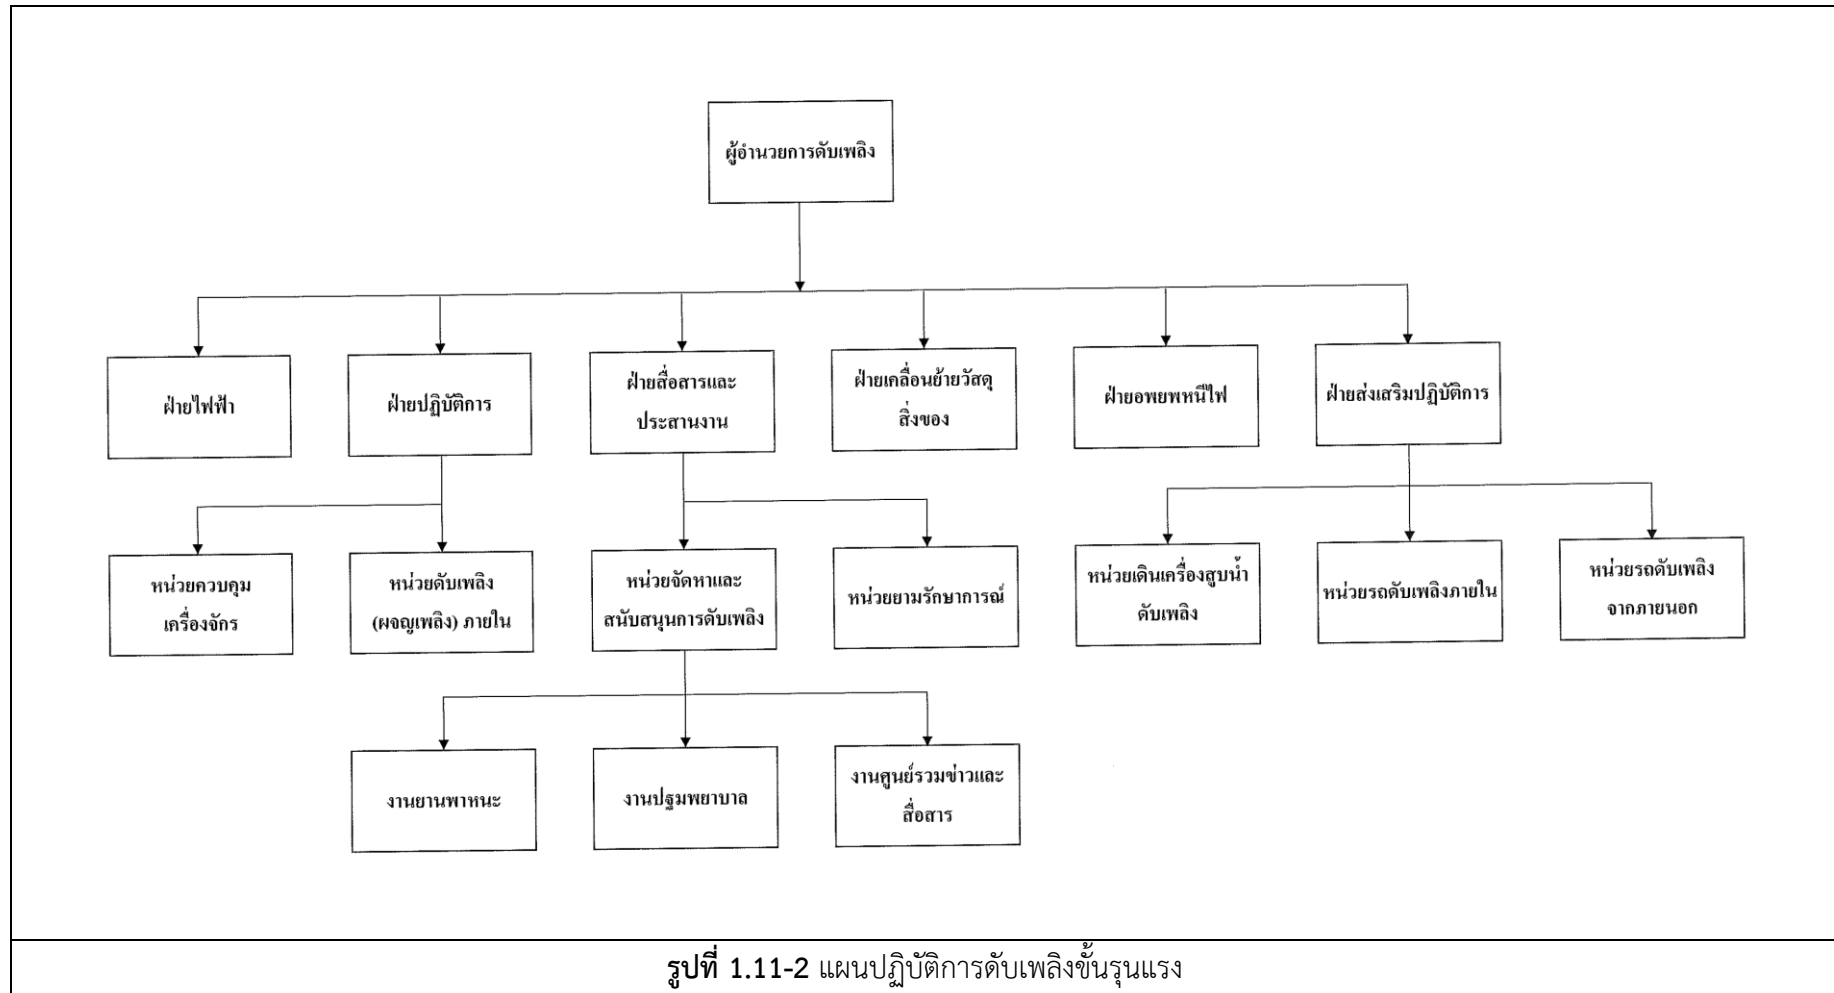 ผู้อำนวยการดับเพลิง
ฝ่ายไฟฟ้า
ฝ่ายปฏิบัติการ
ฝ่ายสื่อสารและ
ประสานงาน
ฝ่ายเคลื่อนย้ายวัสดุ
สิ่งของ
ฝ่ายอพยพหนีไฟ
ฝ่ายส่งเสริมปฏิบัติการ
หน่วยควบคุม
เครื่องจักร
หน่วยดับเพลิง
(ผจญเพลิง) ภายใน
หน่วยจัดหาและ
สนับสนุนการดับเพลิง
หน่วยยามรักษาการณ์
หน่วยเดินเครื่องสูบน้ำ
ดับเพลิง
หน่วยรถดับเพลิงภายใน
หน่วยรถดับเพลิง
จากภายนอก
งานยานพาหนะ
งานปฐมพยาบาล
งานศูนย์รวมข่าวและ
สื่อสาร
รูปที่ 1.11-2 แผนปฏิบัติการดับเพลิงขั้นรุนแรง